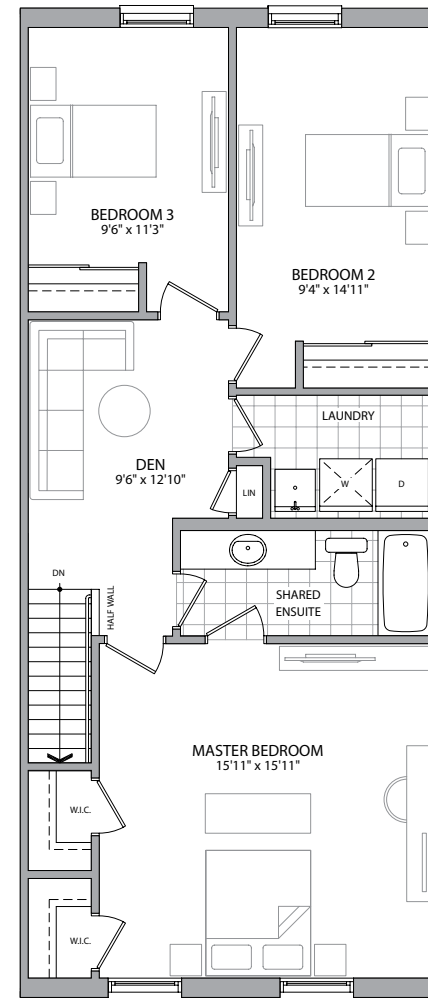 BEDROOM 3
9'6" x 11'3"
BEDROOM 2
9'4" x 14'11"
LAUNDRY
DEN
9'6" x 12'10"
LIN
W
D
DN
HALF WALL
SHARED
ENSUITE
MASTER BEDROOM
15'11" x 15'11"
W.I.C.
W.I.C.